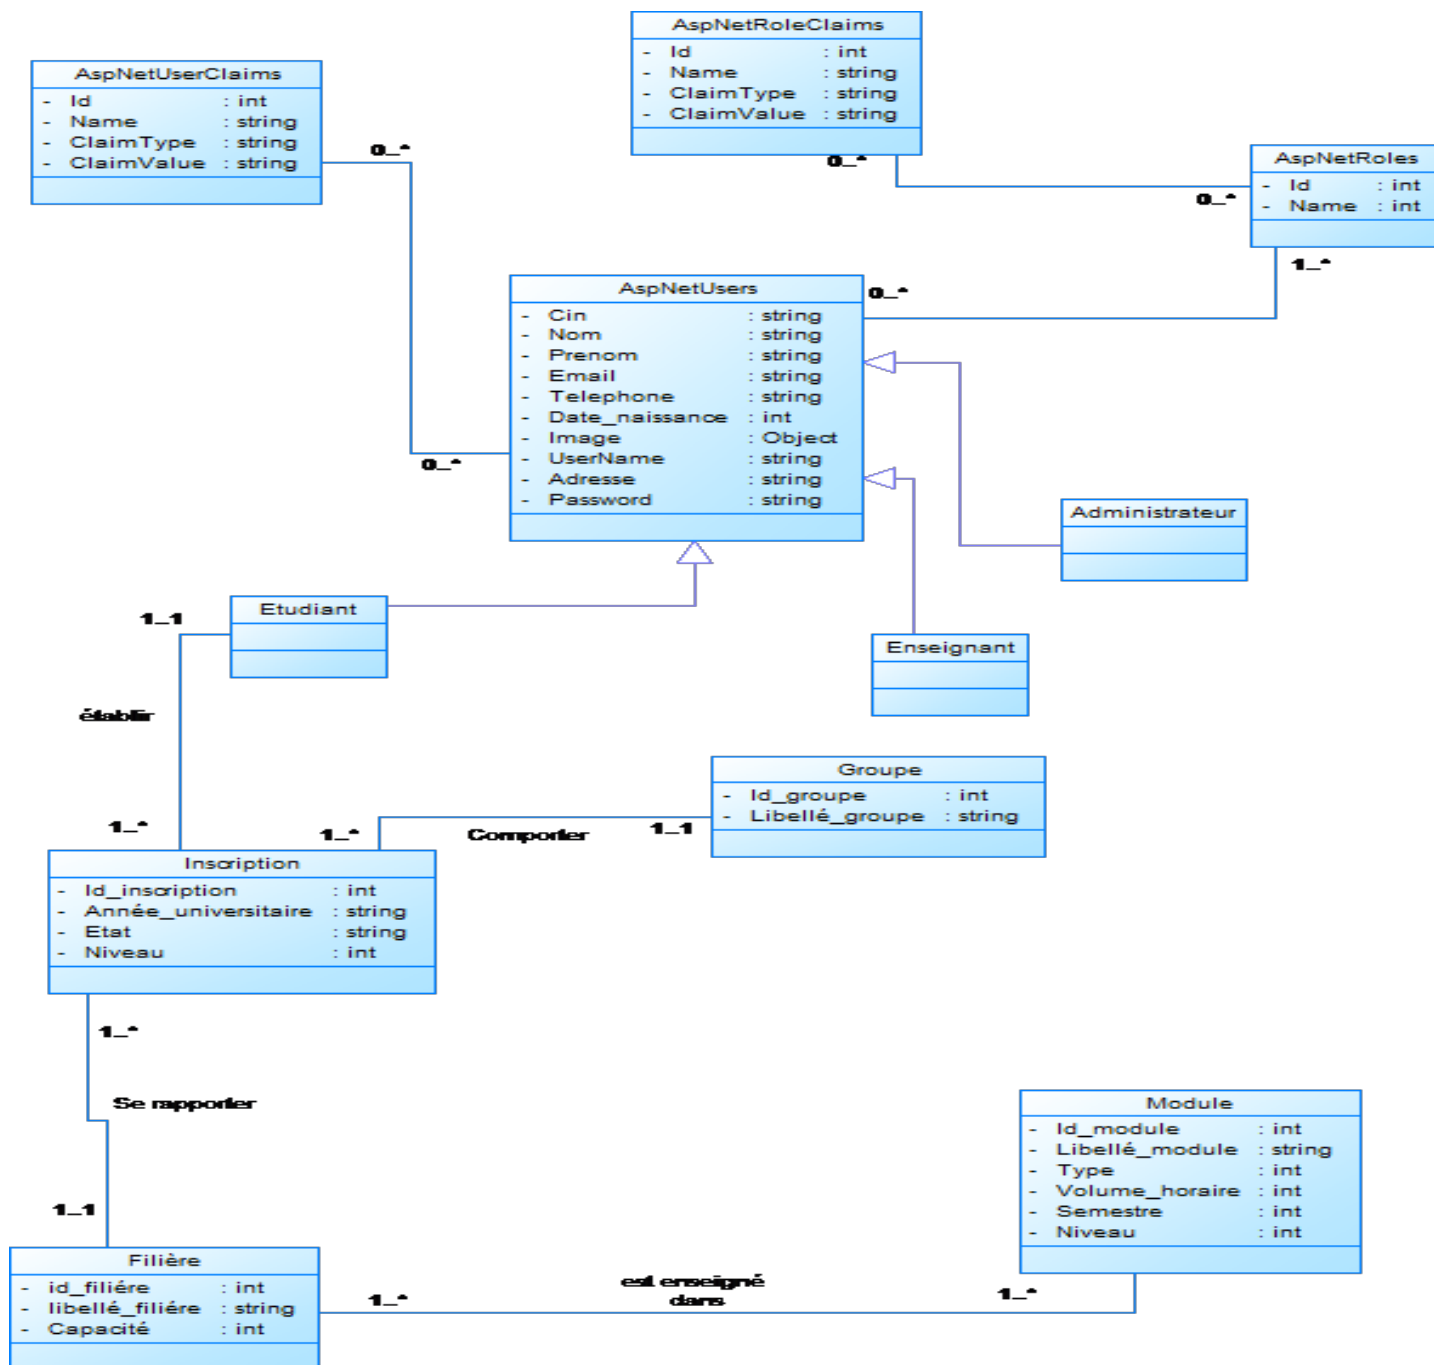 AspNetRoleClaims
- Id : int
- Name : string
- ClaimType : string
- ClaimValue : string
AspNetUserClaims
- Id : int
- Name : string
- ClaimType : string
- ClaimValue : string
0..*
0..*
0..*
AspNetRoles
- Id : int
- Name : int
1..*
AspNetUsers
- Cin : string
- Nom : string
- Prenom : string
- Email : string
- Telephone : string
- Date_naissance : int
- Image : Object
- UserName : string
- Adresse : string
- Password : string
0..*
0..*
Administrateur
Etudiant
1..1
Enseignant
établir
1..*
Groupe
- Id_groupe : int
- Libellé_groupe : string
1..*
Comporter
1..1
Inscription
- Id_inscription : int
- Année_universitaire : string
- Etat : string
- Niveau : int
1..*
Se rapporter
1..1
Module
- Id_module : int
- Libellé_module : string
- Type : int
- Volume_horaire : int
- Semestre : int
- Niveau : int
Filière
- id_filiére : int
- libellé_filiére : string
- Capacité : int
1..*
est enseigné
dans
1..*